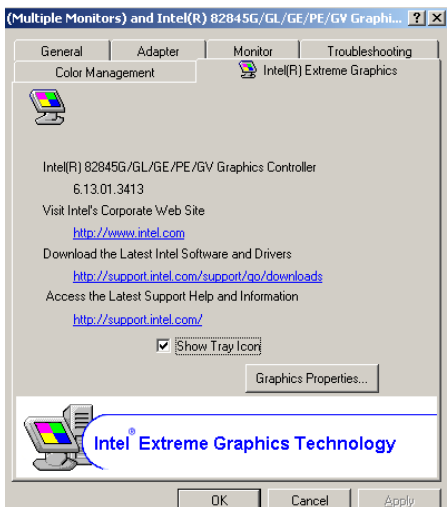 (Multiple Monitors) and Intel(R) 82845G/GL/GE/PE/GV Graphi... ? X
General Adapter Monitor Troubleshooting
Color Management Intel(R) Extreme Graphics
Intel(R) 82845G/GL/GE/PE/GV Graphics Controller
6.13.01.3413
Visit Intel's Corporate Web Site
http://www.intel.com
Download the Latest Intel Software and Drivers
http://support.intel.com/support/go/downloads
Access the Latest Support Help and Information
http://support.intel.com/
Show Tray Icon
Graphics Properties...
Intel® Extreme Graphics Technology
OK Cancel Apply